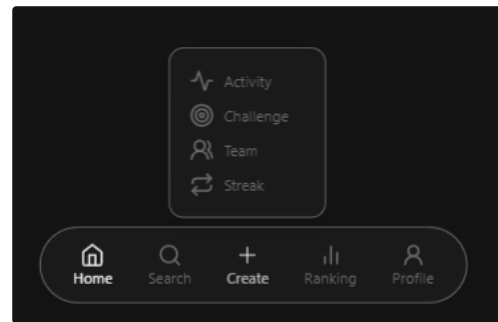 Activity
Challenge
Team
Streak
Home Search Create Ranking Profile